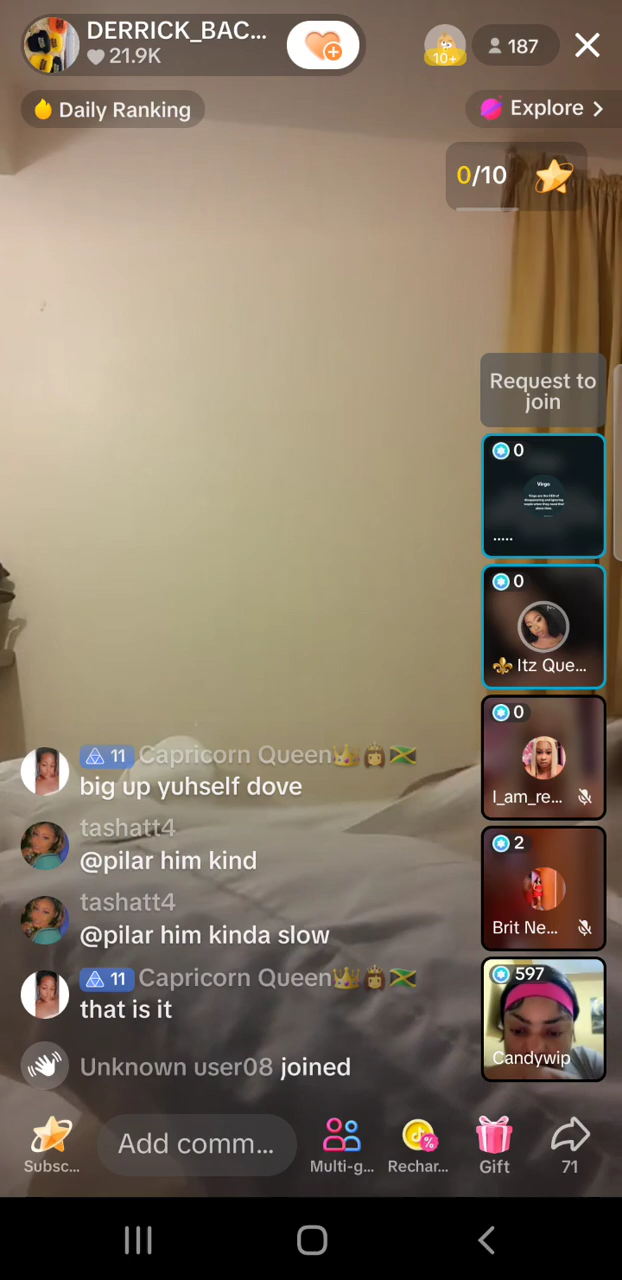 DERRICK_BAC...
21.9K
10+
187
Daily Ranking
Explore
0/10
Request to
join
0
Virgo
.....
0
⚜️ Itz Que...
0
I_am_re...
2
Brit Ne...
597
Candywip
11 Capricorn Queen👑👸🏽🇯🇲
big up yuhself dove
tashatt4
@pilar him kind
tashatt4
@pilar him kinda slow
11 Capricorn Queen👑👸🏽🇯🇲
that is it
Unknown user08 joined
Subsc...
Add comm...
Multi-g...
Rechar...
Gift
71